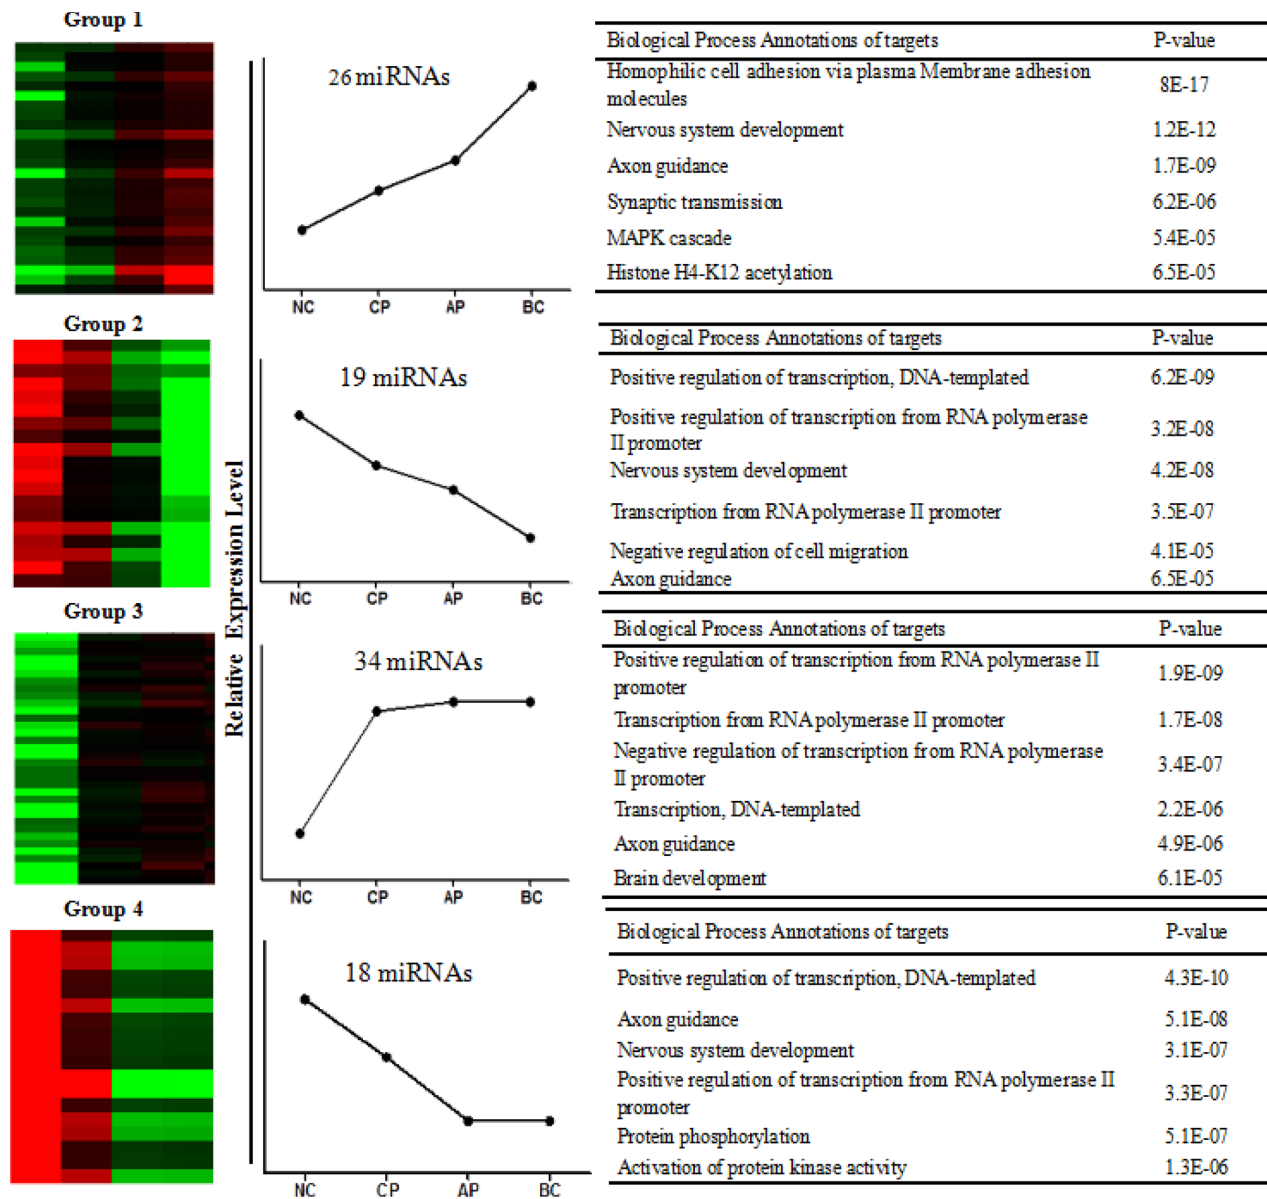 Group 1
26 miRNAs
NC CP AP BC
Biological Process Annotations of targets P-value
Homophilic cell adhesion via plasma Membrane adhesion
molecules 8E-17
Nervous system development 1.2E-12
Axon guidance 1.7E-09
Synaptic transmission 6.2E-06
MAPK cascade 5.4E-05
Histone H4-K12 acetylation 6.5E-05
Relative Expression Level
Group 2
19 miRNAs
NC CP AP BC
Biological Process Annotations of targets P-value
Positive regulation of transcription, DNA-templated 6.2E-09
Positive regulation of transcription from RNA polymerase
II promoter 3.2E-08
Nervous system development 4.2E-08
Transcription from RNA polymerase II promoter 3.5E-07
Negative regulation of cell migration 4.1E-05
Axon guidance 6.5E-05
Group 3
34 miRNAs
NC CP AP BC
Biological Process Annotations of targets P-value
Positive regulation of transcription from RNA polymerase II
promoter 1.9E-09
Transcription from RNA polymerase II promoter 1.7E-08
Negative regulation of transcription from RNA polymerase
II promoter 3.4E-07
Transcription, DNA-templated 2.2E-06
Axon guidance 4.9E-06
Brain development 6.1E-05
Group 4
18 miRNAs
NC CP AP BC
Biological Process Annotations of targets P-value
Positive regulation of transcription, DNA-templated 4.3E-10
Axon guidance 5.1E-08
Nervous system development 3.1E-07
Positive regulation of transcription from RNA polymerase II
promoter 3.3E-07
Protein phosphorylation 5.1E-07
Activation of protein kinase activity 1.3E-06